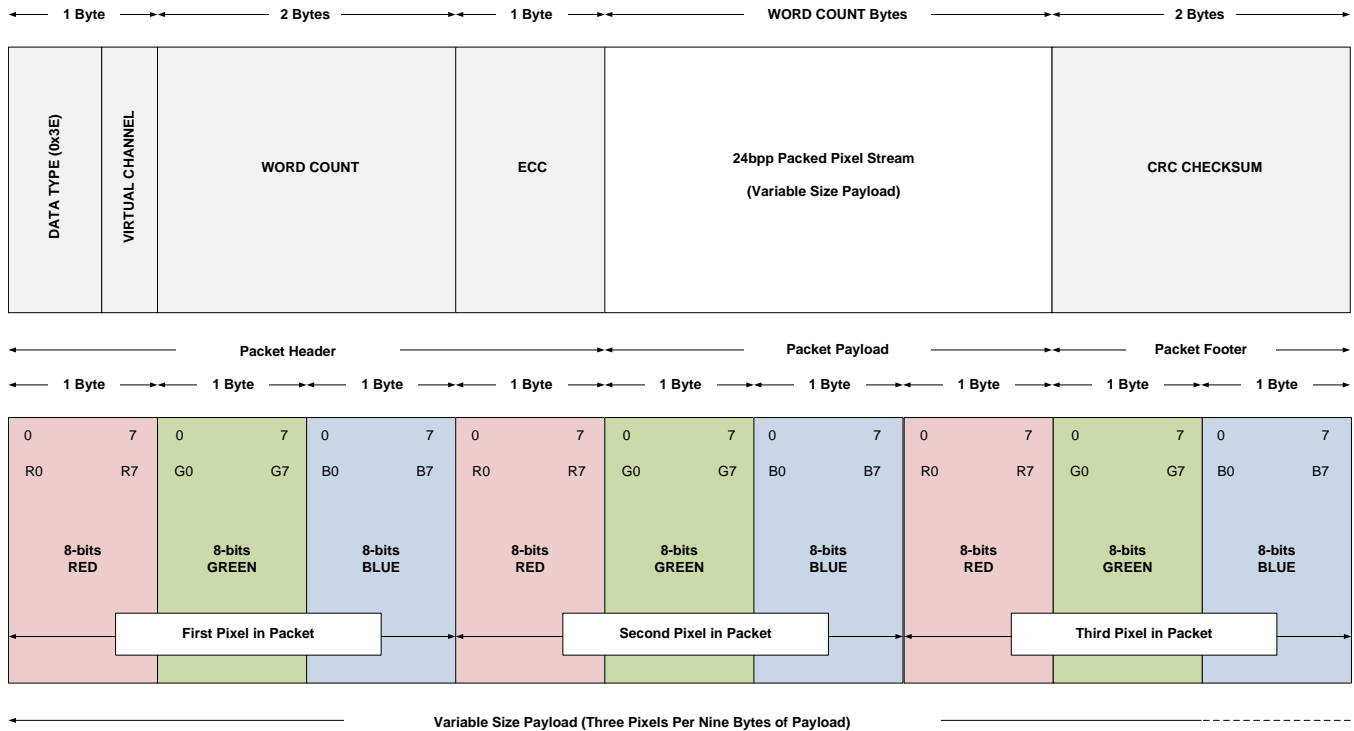 1 Byte 2 Bytes 1 Byte WORD COUNT Bytes 2 Bytes
DATA TYPE (0x3E)
VIRTUAL CHANNEL
WORD COUNT
ECC
24bpp Packed Pixel Stream
(Variable Size Payload)
CRC CHECKSUM
Packet Header Packet Payload Packet Footer
1 Byte 1 Byte 1 Byte 1 Byte 1 Byte 1 Byte 1 Byte 1 Byte 1 Byte
0 7 0 7 0 7 0 7 0 7 0 7 0 7 0 7 0 7
R0 R7 G0 G7 B0 B7 R0 R7 G0 G7 B0 B7 R0 R7 G0 G7 B0 B7
8-bits 8-bits 8-bits 8-bits 8-bits 8-bits 8-bits 8-bits 8-bits
RED GREEN BLUE RED GREEN BLUE RED GREEN BLUE
First Pixel in Packet Second Pixel in Packet Third Pixel in Packet
Variable Size Payload (Three Pixels Per Nine Bytes of Payload)